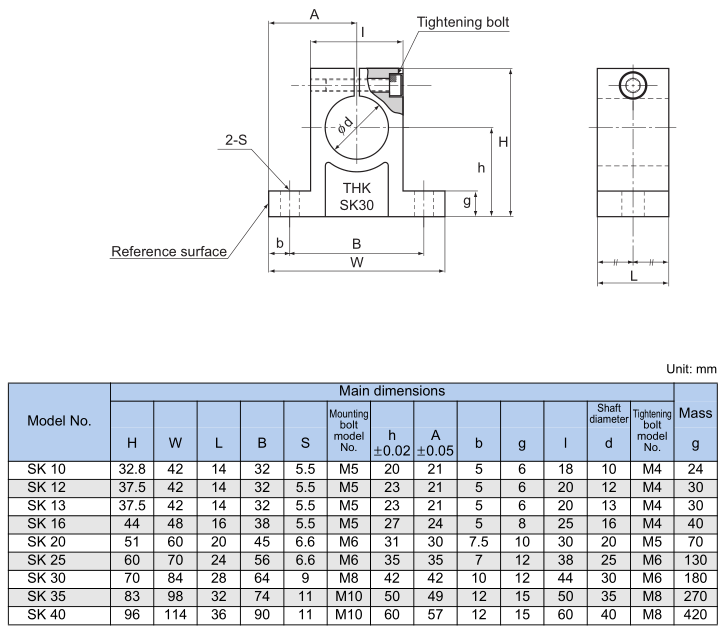 A
I
Tightening bolt
ød
H
h
2-S
THK
SK30
g
Reference surface
b
B
W
L
Unit: mm
Model No.
Main dimensions
Mass
H W L B S Mounting bolt model No. h ±0.02 A ±0.05 b g I Shaft diameter d Tightening bolt model No. g
SK 10 32.8 42 14 32 5.5 M5 20 21 5 6 18 10 M4 24
SK 12 37.5 42 14 32 5.5 M5 23 21 5 6 20 12 M4 30
SK 13 37.5 42 14 32 5.5 M5 23 21 5 6 20 13 M4 30
SK 16 44 48 16 38 5.5 M5 27 24 5 8 25 16 M4 40
SK 20 51 60 20 45 6.6 M6 31 30 7.5 10 30 20 M5 70
SK 25 60 70 24 56 6.6 M6 35 35 7 12 38 25 M6 130
SK 30 70 84 28 64 9 M8 42 42 10 12 44 30 M6 180
SK 35 83 98 32 74 11 M10 50 49 12 15 50 35 M8 270
SK 40 96 114 36 90 11 M10 60 57 12 15 60 40 M8 420